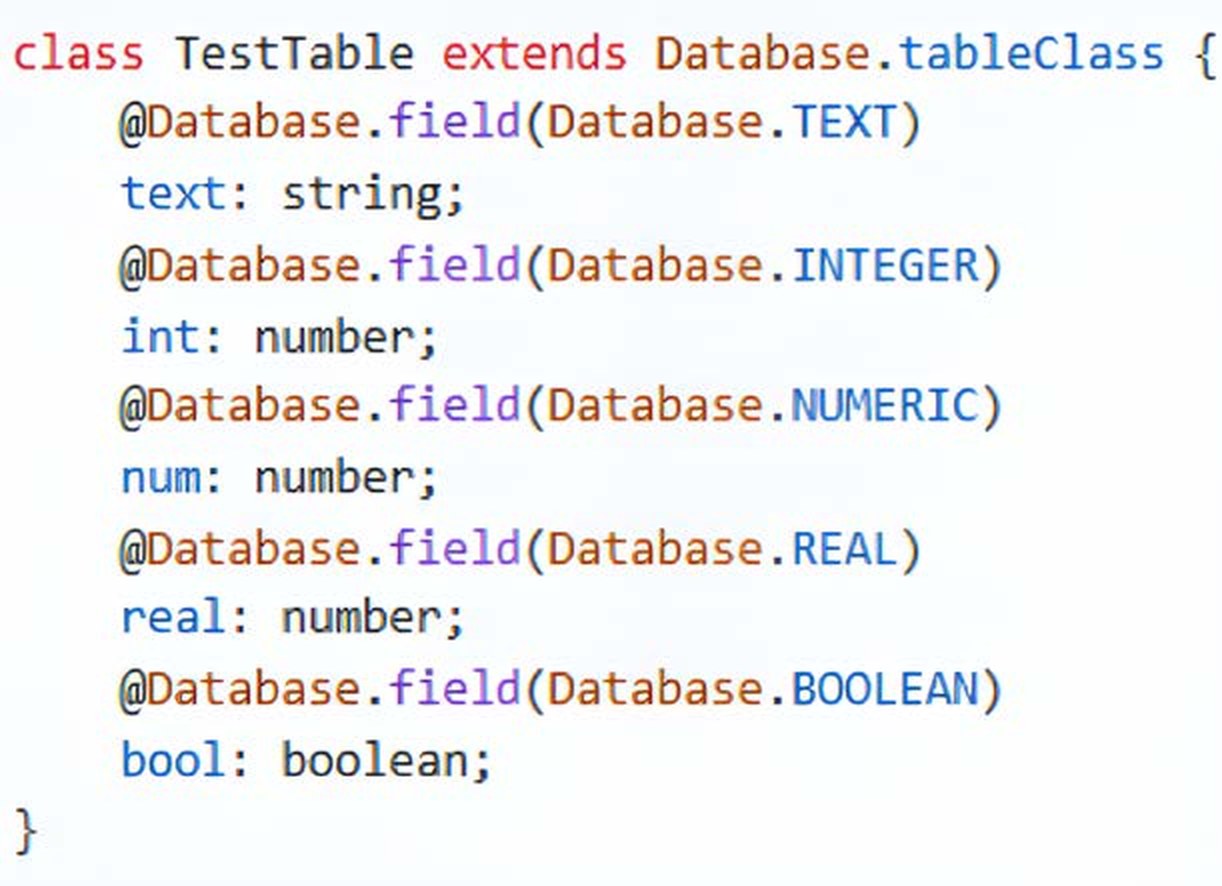 class TestTable extends Database.tableClass {
    @Database.field(Database.TEXT)
    text: string;
    @Database.field(Database.INTEGER)
    int: number;
    @Database.field(Database.NUMERIC)
    num: number;
    @Database.field(Database.REAL)
    real: number;
    @Database.field(Database.BOOLEAN)
    bool: boolean;
}